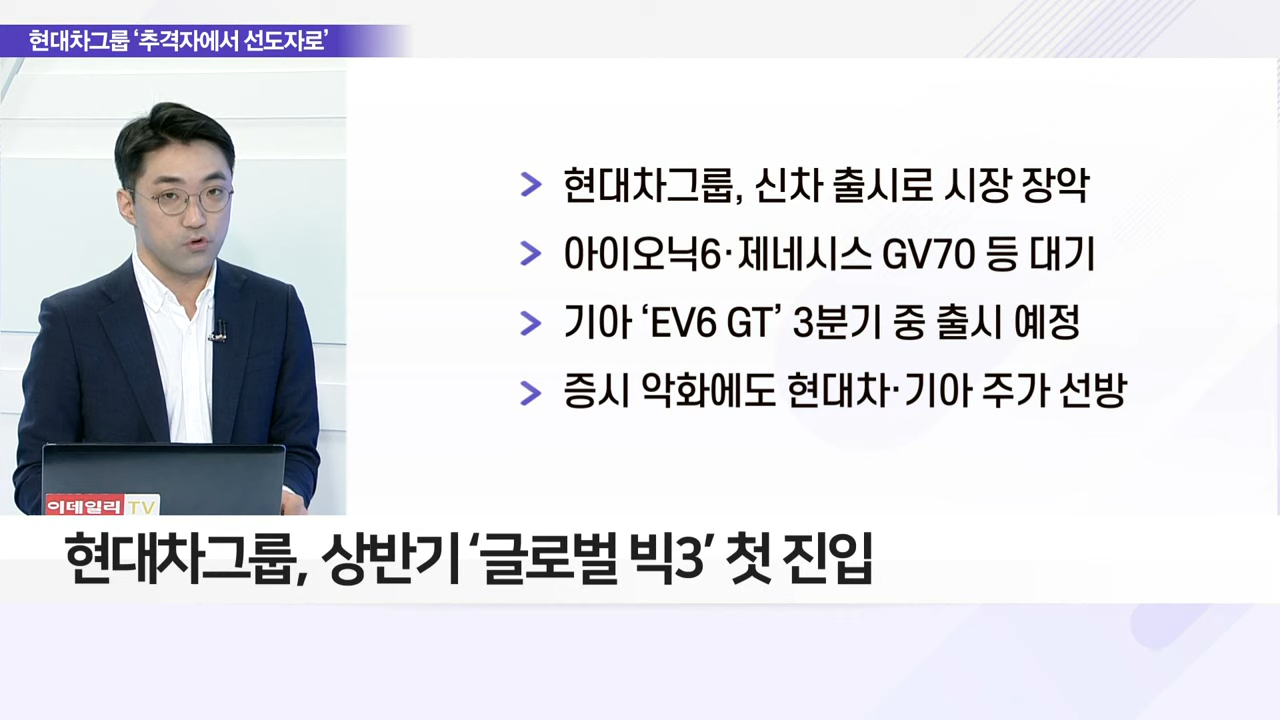 현대차그룹 ‘추격자에서 선도자로’
> 현대차그룹, 신차 출시로 시장 장악
> 아이오닉6·제네시스 GV70 등 대기
> 기아 ‘EV6 GT’ 3분기 중 출시 예정
> 증시 악화에도 현대차·기아 주가 선방
이데일리 TV
현대차그룹, 상반기 ‘글로벌 빅3’ 첫 진입